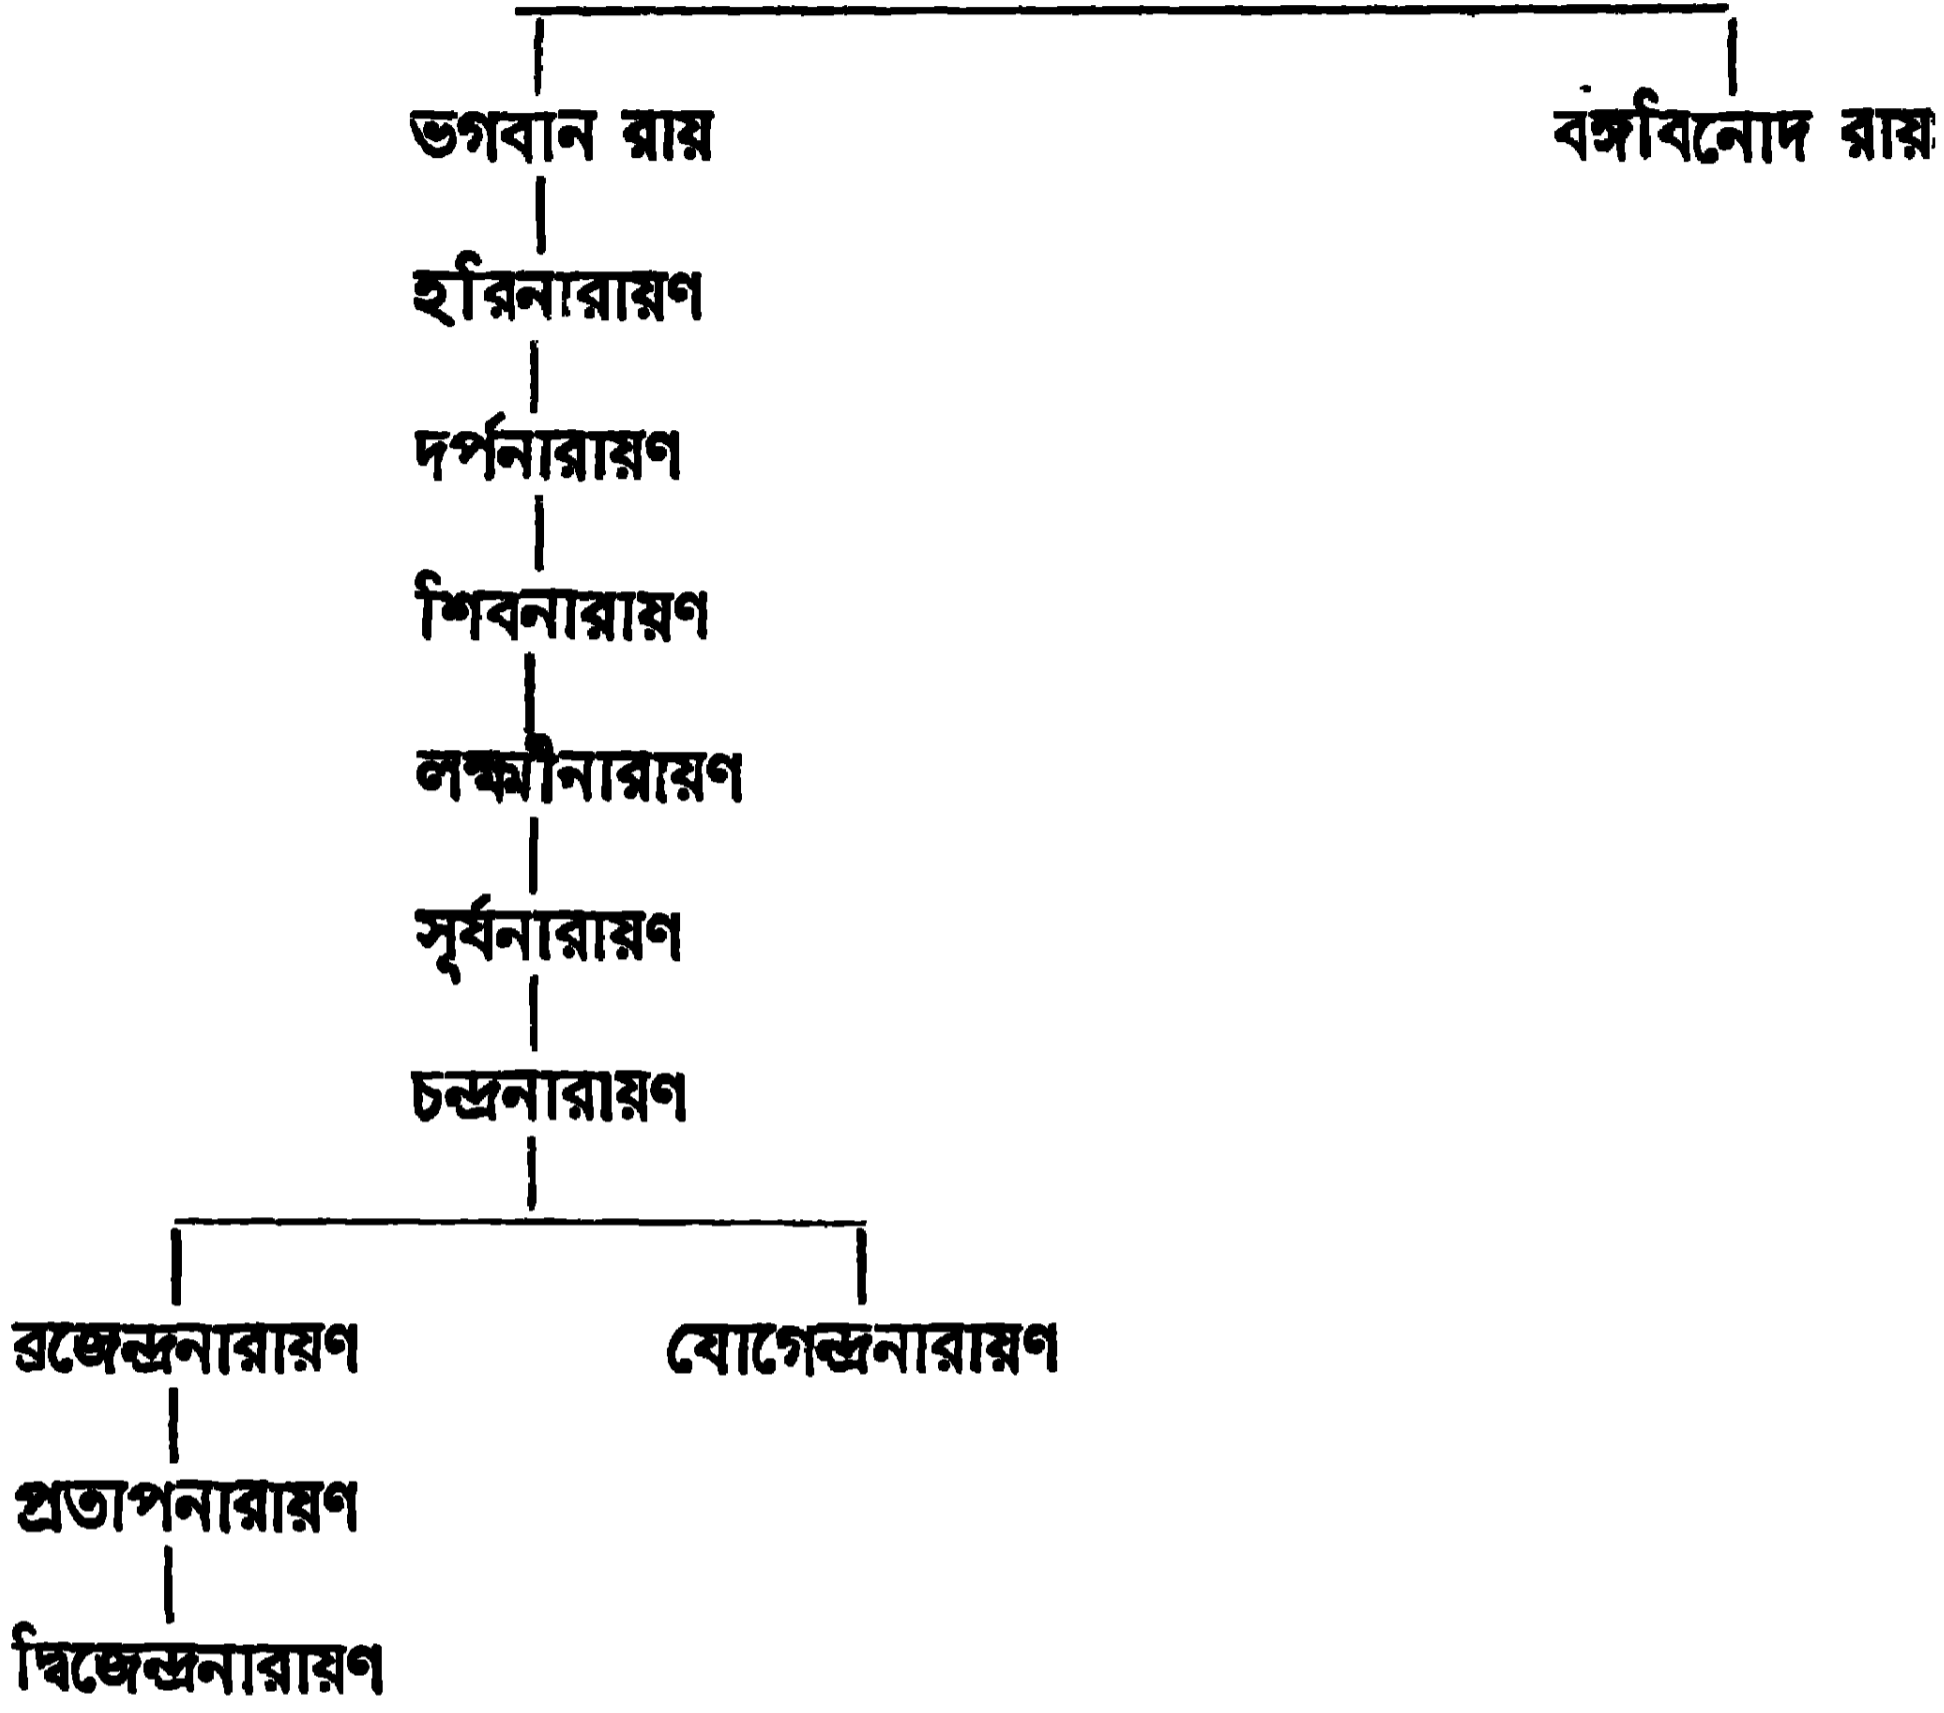 ভগবান রায় বঙ্গবিনোদ রায়
হরিনারায়ণ
দর্পনারায়ণ
শিবনারায়ণ
লক্ষ্মীনারায়ণ
সূর্যনারায়ণ
চন্দ্রনারায়ণ
ব্রজেন্দ্রনারায়ণ যোগেন্দ্রনারায়ণ
প্রতাপনারায়ণ
দ্বিজেন্দ্রনারায়ণ